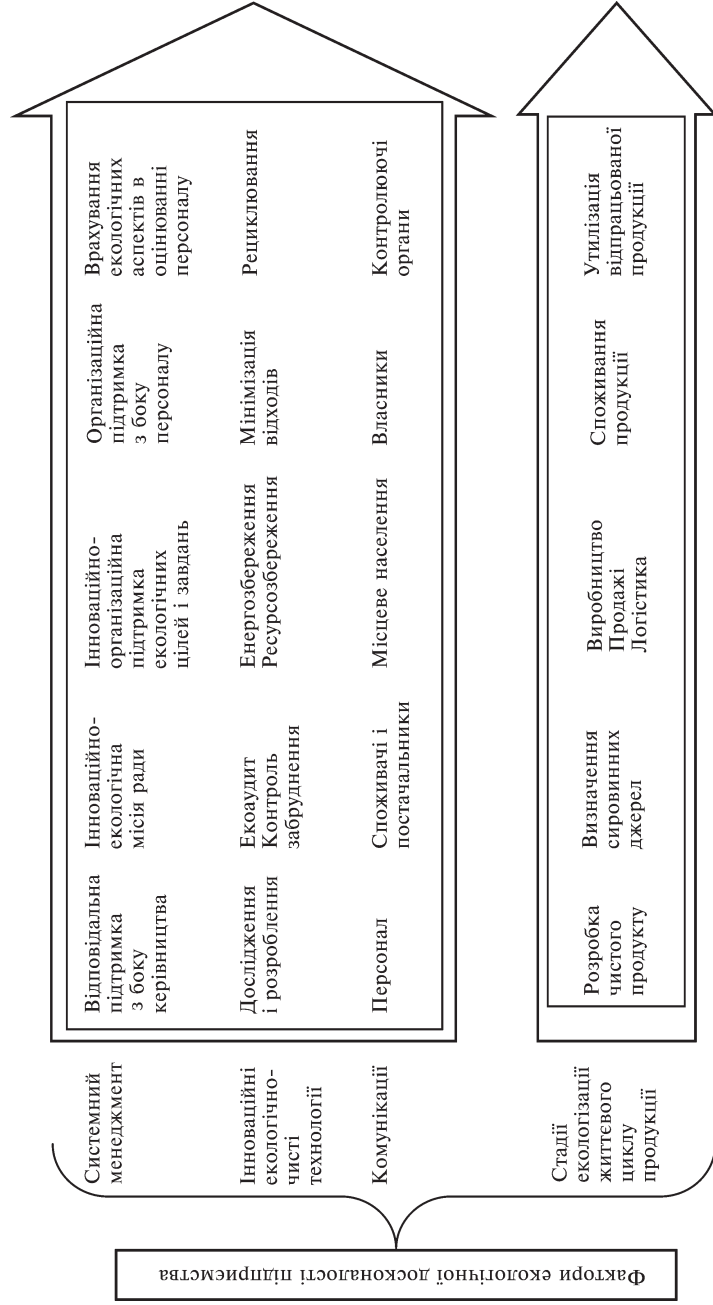 Фактори екологічної досконалості підприємства
Системний
менеджмент
Відповідальна
підтримка
з боку
керівництва
Інноваційно-
екологічна
місія ради
Інноваційно-
організаційна
підтримка
екологічних
цілей і завдань
Організаційна
підтримка
з боку
персоналу
Врахування
екологічних
аспектів в
оцінюванні
персоналу
Інноваційні
екологічно-
чисті
технології
Дослідження
і розроблення
Екоаудит
Контроль
забруднення
Енергозбереження
Ресурсозбереження
Мінімізація
відходів
Рециклювання
Комунікації
Персонал
Споживачі і
постачальники
Місцеве населення
Власники
Контролюючі
органи
Стадії
екологізації
життєвого
циклу
продукції
Розробка
чистого
продукту
Визначення
сировинних
джерел
Виробництво
Продажі
Логістика
Споживання
продукції
Утилізація
відпрацьованої
продукції